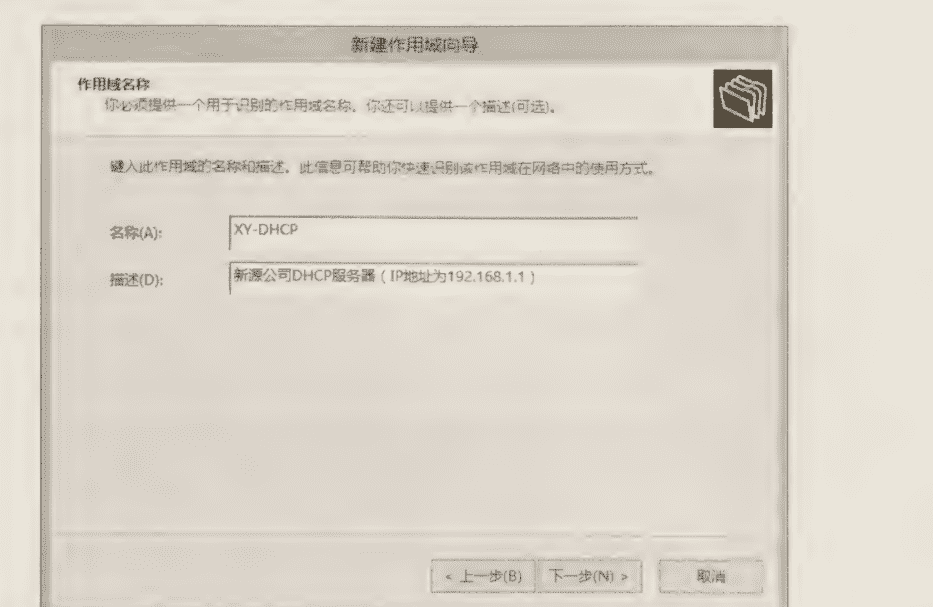 新建作用域向导
作用域名称
你必须提供一个用于识别的作用域名称。你还可以提供一个描述(可选)。
键入此作用域的名称和描述。此信息可帮助你快速识别该作用域在网络中的使用方式。
名称(A):
XY-DHCP
描述(D):
新源公司DHCP服务器（IP地址为192.168.1.1）
< 上一步(B)
下一步(N) >
取消